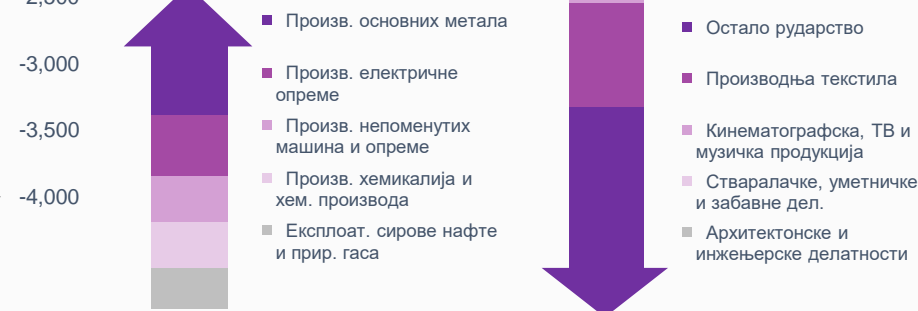 -3,000
-3,500
-4,000
Произв. основних метала
Произв. електричне
опреме
Произв. непоменутих
машина и опреме
Произв. хемикалија и
хем. производа
Експлоат. сирове нафте
и прир. гаса
Остало рударство
Производња текстила
Кинематографска, ТВ и
музичка продукција
Стваралачке, уметничке
и забавне дел.
Архитектонске и
инжењерске делатности